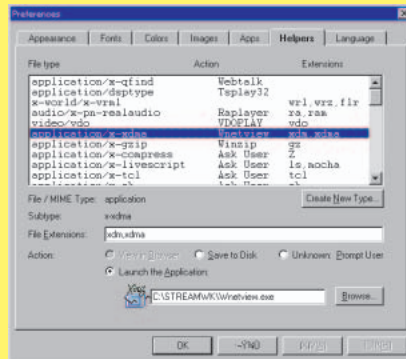 Preferences
Appearance Fonts Colors Images Apps Helpers Language
File type Action Extensions
application/x-qfind Webtalk
application/dsptype Tsplay32
x-world/x-vrml wrl,wrz,flr
audio/x-pn-realaudio Raplayer ra,ram
video/vdo VDOPLAY vdo
application/x-xdma Wnetview xdm,xdma
application/x-gzip Winzip gz
application/x-compress Ask User Z
application/x-livescript Ask User ls,mocha
application/x-tcl Ask User tcl
File / MIME Type: application Create New Type...
Subtype: x-xdma
File Extensions: xdm,xdma
Action: View in Browser Save to Disk Unknown: Prompt User
Launch the Application:
C:\STREAMWK\Wnetview.exe Browse...
OK